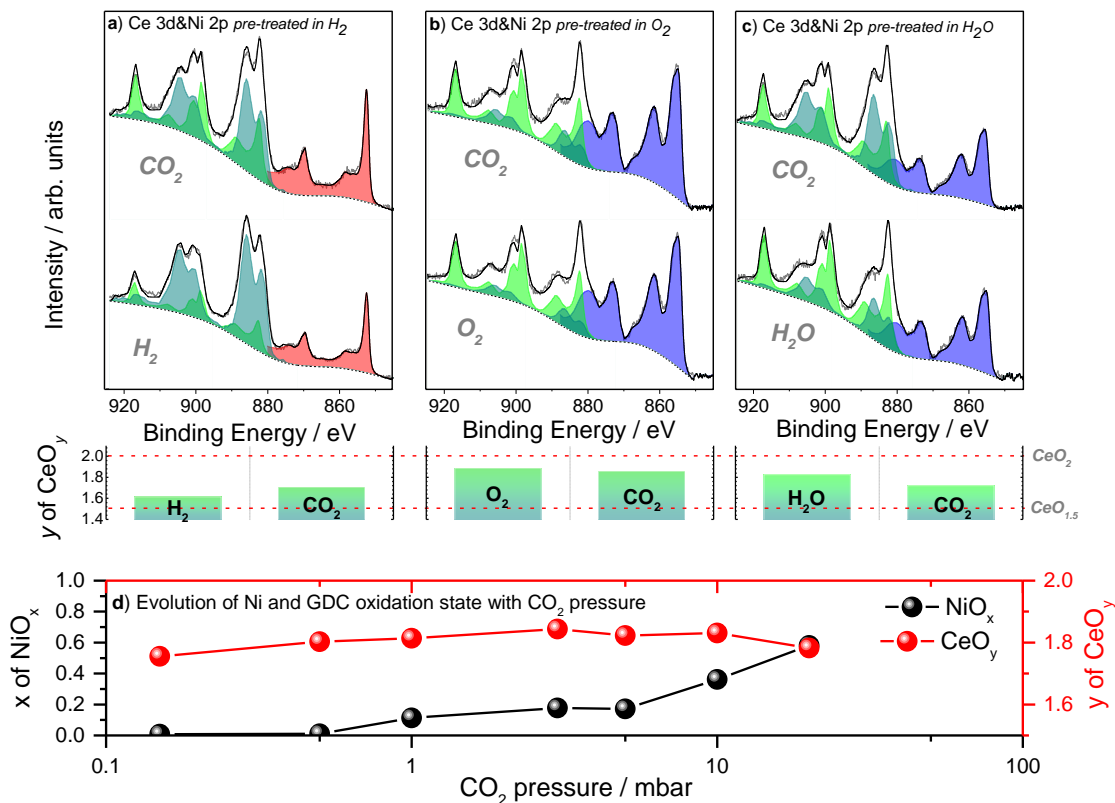 a) Ce 3d&Ni 2p pre-treated in H2
b) Ce 3d&Ni 2p pre-treated in O2
c) Ce 3d&Ni 2p pre-treated in H2O
Intensity / arb. units
CO2
CO2
CO2
H2
O2
H2O
920 900 880 860
920 900 880 860
920 900 880 860
Binding Energy / eV
Binding Energy / eV
Binding Energy / eV
y of CeOy
2.0
1.8
1.6
1.4
H2
CO2
O2
CO2
H2O
CO2
CeO2
CeO1.5
d) Evolution of Ni and GDC oxidation state with CO2 pressure
NiOx
CeOy
x of NiOx
1.0
0.8
0.6
0.4
0.2
0.0
y of CeOy
2.0
1.8
1.6
0.1 1 10 100
CO2 pressure / mbar